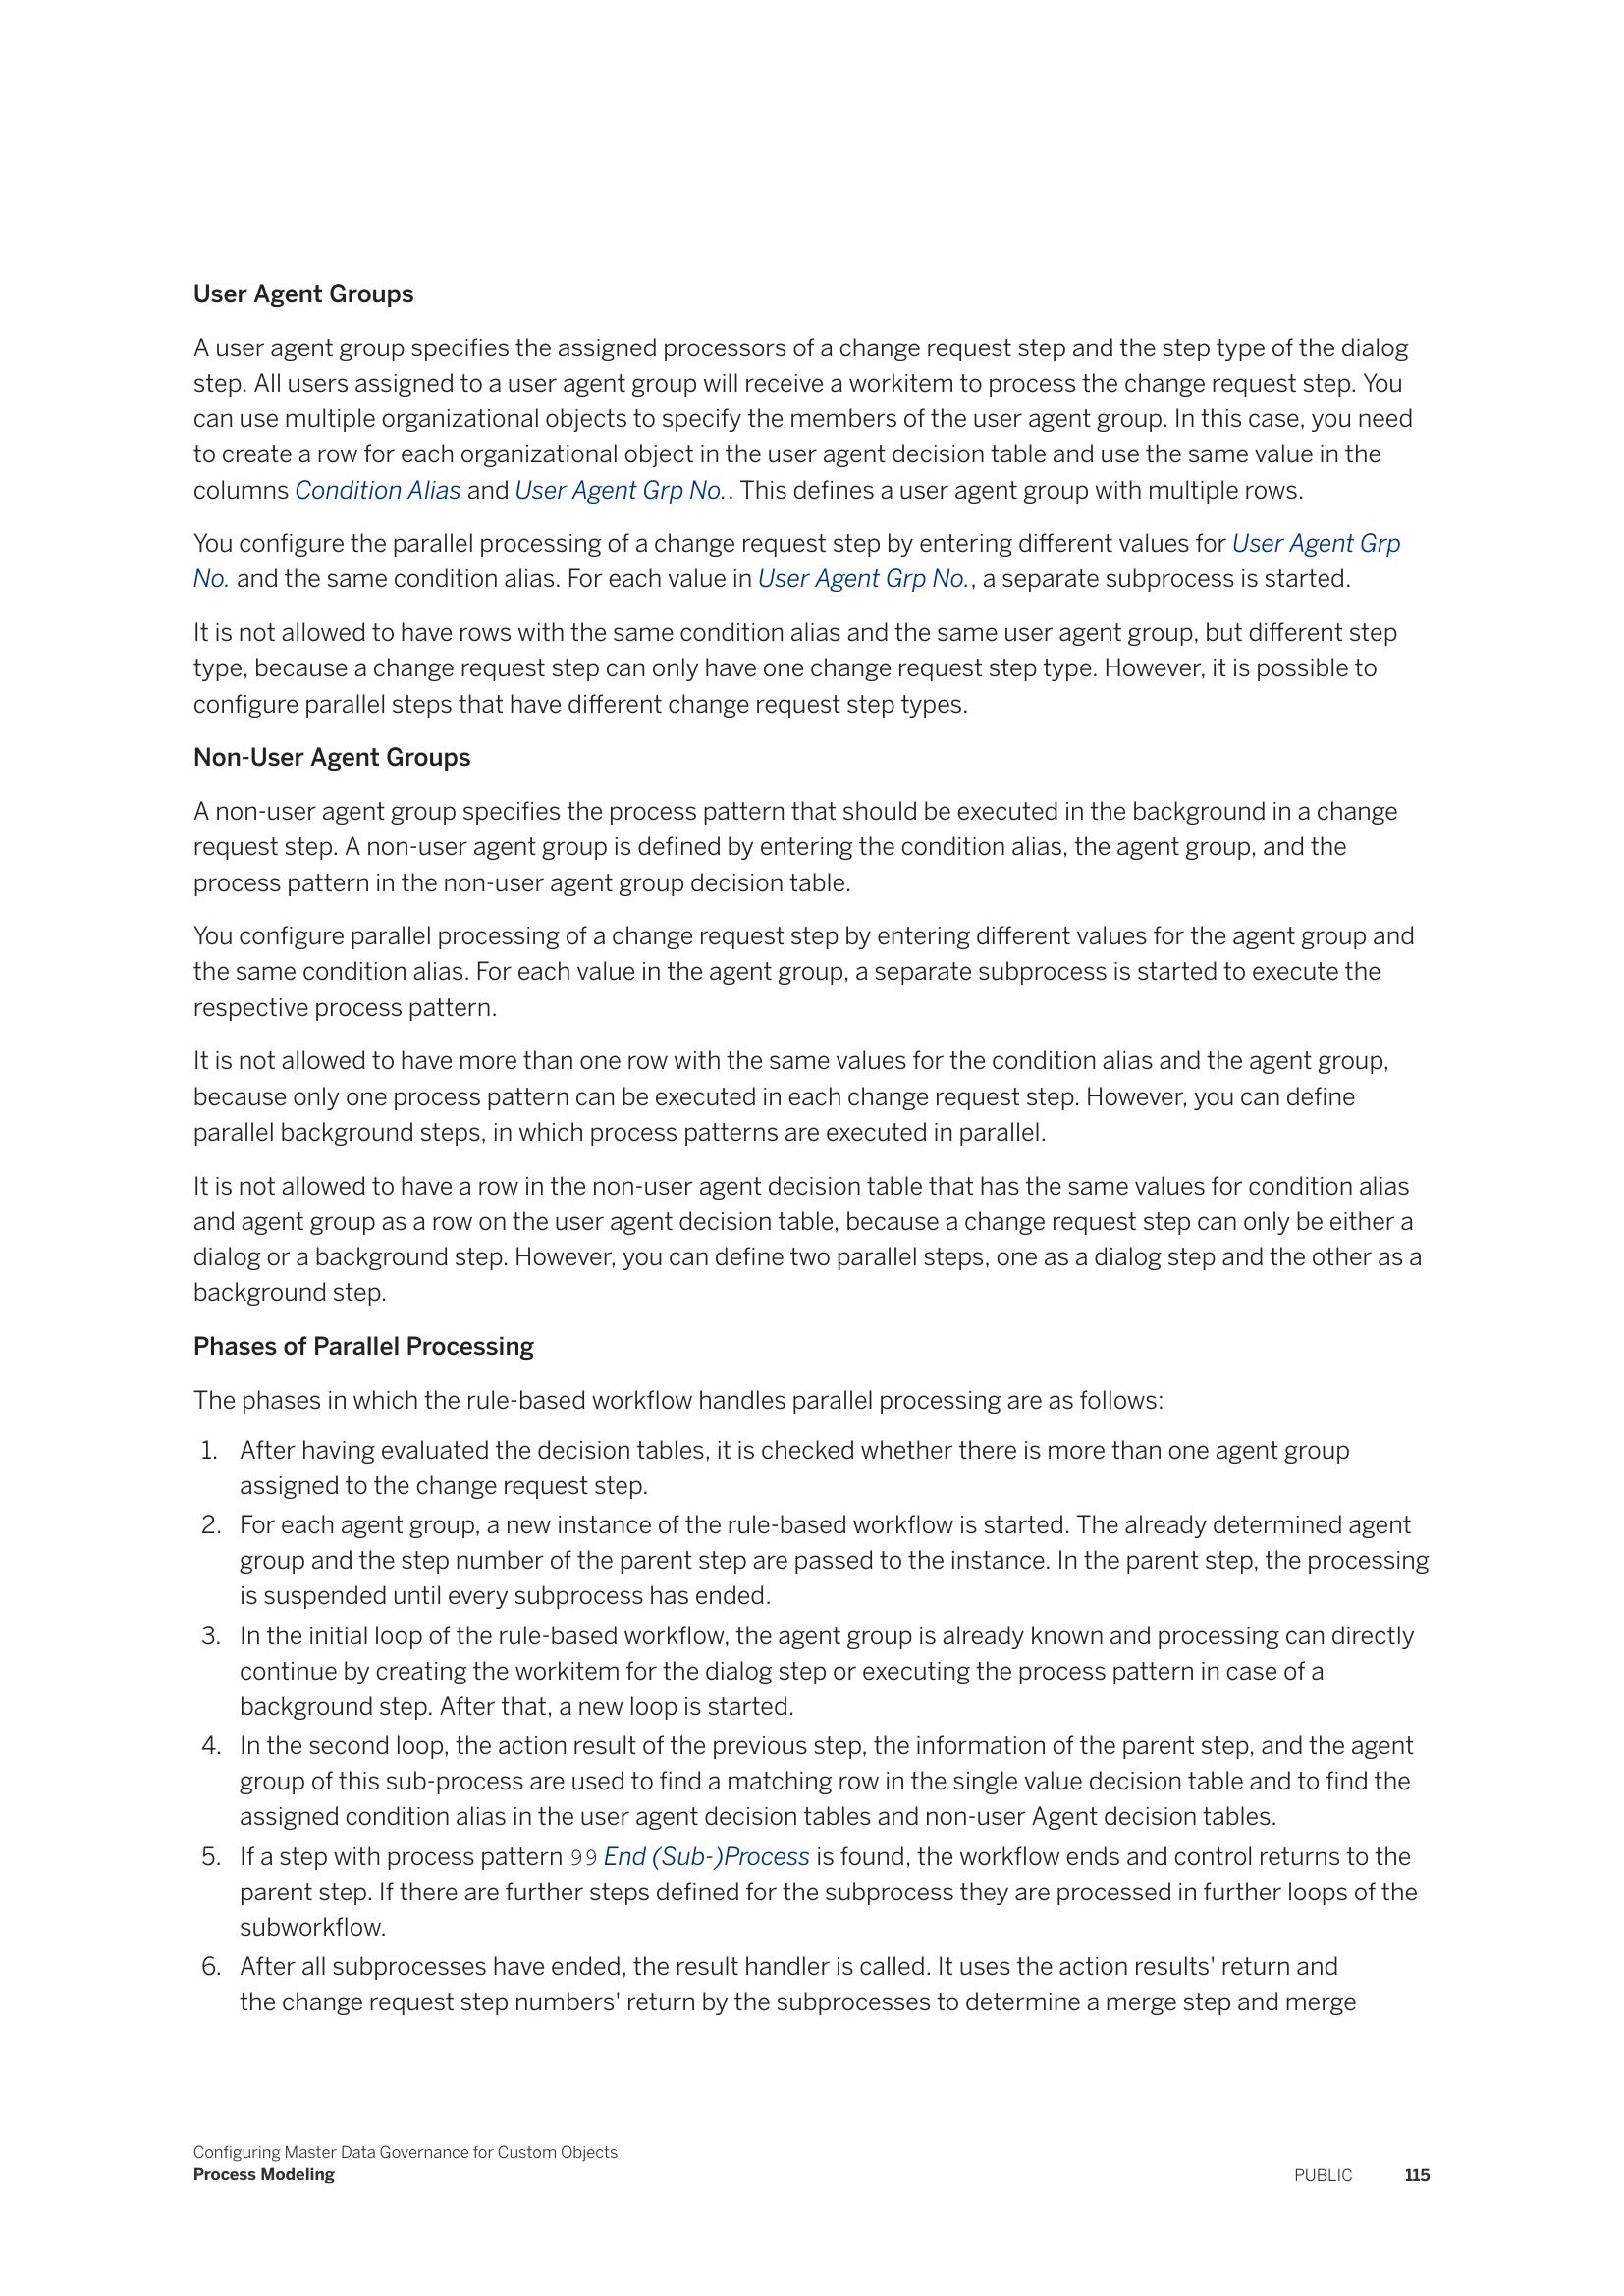 User Agent Groups
A user agent group specifies the assigned processors of a change request step and the step type of the dialog
step. All users assigned to a user agent group will receive a workitem to process the change request step. You
can use multiple organizational objects to specify the members of the user agent group. In this case, you need
to create a row for each organizational object in the user agent decision table and use the same value in the
columns Condition Alias and User Agent Grp No.. This defines a user agent group with multiple rows.
You configure the parallel processing of a change request step by entering different values for User Agent Grp
No. and the same condition alias. For each value in User Agent Grp No., a separate subprocess is started.
It is not allowed to have rows with the same condition alias and the same user agent group, but different step
type, because a change request step can only have one change request step type. However, it is possible to
configure parallel steps that have different change request step types.
Non-User Agent Groups
A non-user agent group specifies the process pattern that should be executed in the background in a change
request step. A non-user agent group is defined by entering the condition alias, the agent group, and the
process pattern in the non-user agent group decision table.
You configure parallel processing of a change request step by entering different values for the agent group and
the same condition alias. For each value in the agent group, a separate subprocess is started to execute the
respective process pattern.
It is not allowed to have more than one row with the same values for the condition alias and the agent group,
because only one process pattern can be executed in each change request step. However, you can define
parallel background steps, in which process patterns are executed in parallel.
It is not allowed to have a row in the non-user agent decision table that has the same values for condition alias
and agent group as a row on the user agent decision table, because a change request step can only be either a
dialog or a background step. However, you can define two parallel steps, one as a dialog step and the other as a
background step.
Phases of Parallel Processing
The phases in which the rule-based workflow handles parallel processing are as follows:
1. After having evaluated the decision tables, it is checked whether there is more than one agent group
assigned to the change request step.
2. For each agent group, a new instance of the rule-based workflow is started. The already determined agent
group and the step number of the parent step are passed to the instance. In the parent step, the processing
is suspended until every subprocess has ended.
3. In the initial loop of the rule-based workflow, the agent group is already known and processing can directly
continue by creating the workitem for the dialog step or executing the process pattern in case of a
background step. After that, a new loop is started.
4. In the second loop, the action result of the previous step, the information of the parent step, and the agent
group of this sub-process are used to find a matching row in the single value decision table and to find the
assigned condition alias in the user agent decision tables and non-user Agent decision tables.
5. If a step with process pattern 99 End (Sub-)Process is found, the workflow ends and control returns to the
parent step. If there are further steps defined for the subprocess they are processed in further loops of the
subworkflow.
6. After all subprocesses have ended, the result handler is called. It uses the action results' return and
the change request step numbers' return by the subprocesses to determine a merge step and merge
Configuring Master Data Governance for Custom Objects
Process Modeling
PUBLIC 115